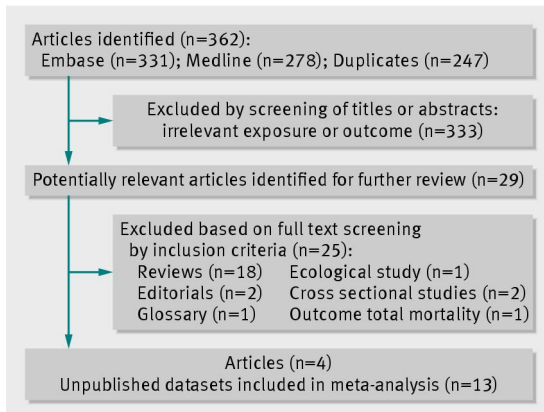 Articles identified (n=362):
Embase (n=331); Medline (n=278); Duplicates (n=247)
Excluded by screening of titles or abstracts:
irrelevant exposure or outcome (n=333)
Potentially relevant articles identified for further review (n=29)
Excluded based on full text screening
by inclusion criteria (n=25):
Reviews (n=18) Ecological study (n=1)
Editorials (n=2) Cross sectional studies (n=2)
Glossary (n=1) Outcome total mortality (n=1)
Articles (n=4)
Unpublished datasets included in meta-analysis (n=13)